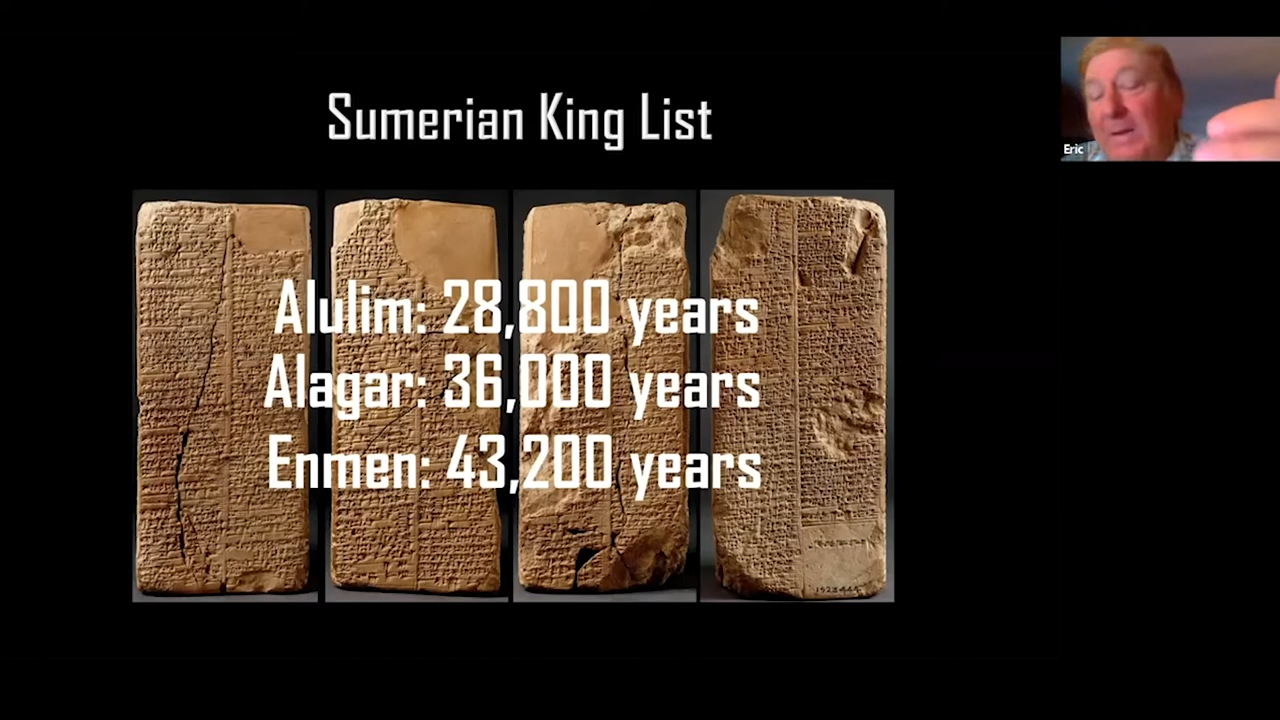 Sumerian King List
Eric
Alulim: 28,800 years
Alagar: 36,000 years
Enmen: 43,200 years